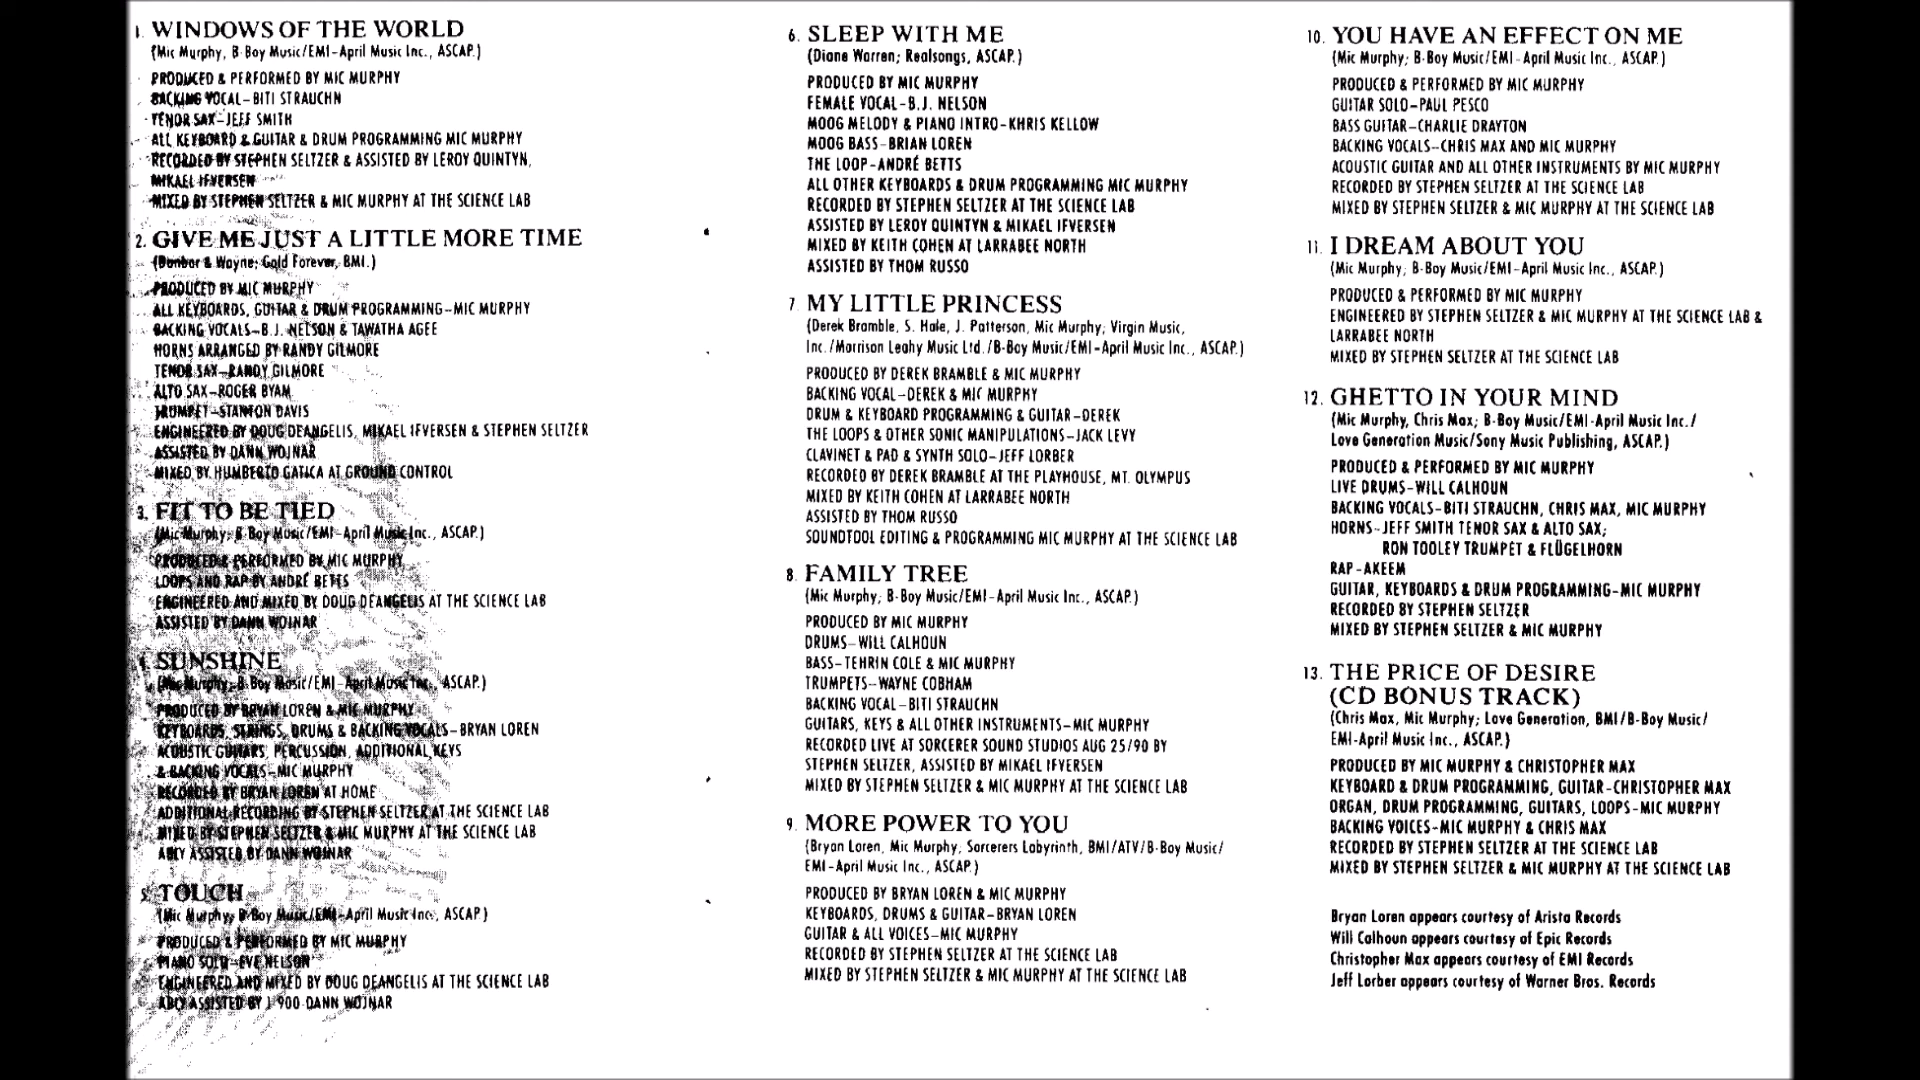 1. WINDOWS OF THE WORLD
(Mic Murphy, B-Boy Music/EMI-April Music Inc., ASCAP.)
PRODUCED & PERFORMED BY MIC MURPHY
BACKING VOCAL–BITI STRAUCHN
TENOR SAX–JEFF SMITH
ALL KEYBOARD & GUITAR & DRUM PROGRAMMING MIC MURPHY
RECORDED BY STEPHEN SELTZER & ASSISTED BY LEROY QUINTYN,
MIKAEL IFVERSEN
MIXED BY STEPHEN SELTZER & MIC MURPHY AT THE SCIENCE LAB
2. GIVE ME JUST A LITTLE MORE TIME
(Dunbar & Wayne; Gold Forever, BMI.)
PRODUCED BY MIC MURPHY
ALL KEYBOARDS, GUITAR & DRUM PROGRAMMING–MIC MURPHY
BACKING VOCALS–B.J. NELSON & TAWATHA AGEE
HORNS ARRANGED BY RANDY GILMORE
TENOR SAX–RANDY GILMORE
ALTO SAX–ROGER BYAM
TRUMPET–STANTON DAVIS
ENGINEERED BY DOUG DEANGELIS, MIKAEL IFVERSEN & STEPHEN SELTZER
ASSISTED BY DANN WOJNAR
MIXED BY HUMBERTO GATICA AT GROUND CONTROL
3. FIT TO BE TIED
(Mic Murphy; B-Boy Music/EMI-April Music Inc., ASCAP.)
PRODUCED & PERFORMED BY MIC MURPHY
LOOPS AND RAP BY ANDRÉ BETTS
ENGINEERED AND MIXED BY DOUG DEANGELIS AT THE SCIENCE LAB
ASSISTED BY DANN WOJNAR
4. SUNSHINE
(Mic Murphy; B-Boy Music/EMI-April Music Inc., ASCAP.)
PRODUCED BY BRYAN LOREN & MIC MURPHY
KEYBOARDS, STRINGS, DRUMS & BACKING VOCALS–BRYAN LOREN
ACOUSTIC GUITARS, PERCUSSION, ADDITIONAL KEYS
& BACKING VOCALS–MIC MURPHY
RECORDED BY BRYAN LOREN AT HOME
ADDITIONAL RECORDING BY STEPHEN SELTZER AT THE SCIENCE LAB
MIXED BY STEPHEN SELTZER & MIC MURPHY AT THE SCIENCE LAB
ABLY ASSISTED BY DANN WOJNAR
5. TOUCH
(Mic Murphy; B-Boy Music/EMI-April Music Inc., ASCAP.)
PRODUCED & PERFORMED BY MIC MURPHY
PIANO SOLO–EVE NELSON
ENGINEERED AND MIXED BY DOUG DEANGELIS AT THE SCIENCE LAB
ABLY ASSISTED BY J-900 DANN WOJNAR
6. SLEEP WITH ME
(Diane Warren; Realsongs, ASCAP.)
PRODUCED BY MIC MURPHY
FEMALE VOCAL–B.J. NELSON
MOOG MELODY & PIANO INTRO–KHRIS KELLOW
MOOG BASS–BRIAN LOREN
THE LOOP–ANDRÉ BETTS
ALL OTHER KEYBOARDS & DRUM PROGRAMMING MIC MURPHY
RECORDED BY STEPHEN SELTZER AT THE SCIENCE LAB
ASSISTED BY LEROY QUINTYN & MIKAEL IFVERSEN
MIXED BY KEITH COHEN AT LARRABEE NORTH
ASSISTED BY THOM RUSSO
7 MY LITTLE PRINCESS
(Derek Bramble, S. Hale, J. Patterson, Mic Murphy; Virgin Music,
Inc./Morrison Leahy Music Ltd./B-Boy Music/EMI-April Music Inc., ASCAP.)
PRODUCED BY DEREK BRAMBLE & MIC MURPHY
BACKING VOCAL–DEREK & MIC MURPHY
DRUM & KEYBOARD PROGRAMMING & GUITAR–DEREK
THE LOOPS & OTHER SONIC MANIPULATIONS–JACK LEVY
CLAVINET & PAD & SYNTH SOLO–JEFF LORBER
RECORDED BY DEREK BRAMBLE AT THE PLAYHOUSE, MT. OLYMPUS
MIXED BY KEITH COHEN AT LARRABEE NORTH
ASSISTED BY THOM RUSSO
SOUNDTOOL EDITING & PROGRAMMING MIC MURPHY AT THE SCIENCE LAB
8. FAMILY TREE
(Mic Murphy; B-Boy Music/EMI-April Music Inc., ASCAP.)
PRODUCED BY MIC MURPHY
DRUMS–WILL CALHOUN
BASS–TEHRIN COLE & MIC MURPHY
TRUMPETS–WAYNE COBHAM
BACKING VOCAL–BITI STRAUCHN
GUITARS, KEYS & ALL OTHER INSTRUMENTS–MIC MURPHY
RECORDED LIVE AT SORCERER SOUND STUDIOS AUG 25/90 BY
STEPHEN SELTZER, ASSISTED BY MIKAEL IFVERSEN
MIXED BY STEPHEN SELTZER & MIC MURPHY AT THE SCIENCE LAB
9. MORE POWER TO YOU
(Bryan Loren, Mic Murphy, Sorcerers Labyrinth, BMI/ATV/B-Boy Music/
EMI-April Music Inc., ASCAP.)
PRODUCED BY BRYAN LOREN & MIC MURPHY
KEYBOARDS, DRUMS & GUITAR–BRYAN LOREN
GUITAR & ALL VOICES–MIC MURPHY
RECORDED BY STEPHEN SELTZER AT THE SCIENCE LAB
MIXED BY STEPHEN SELTZER & MIC MURPHY AT THE SCIENCE LAB
10. YOU HAVE AN EFFECT ON ME
(Mic Murphy; B-Boy Music/EMI-April Music Inc., ASCAP.)
PRODUCED & PERFORMED BY MIC MURPHY
GUITAR SOLO–PAUL PESCO
BASS GUITAR–CHARLIE DRAYTON
BACKING VOCALS–CHRIS MAX AND MIC MURPHY
ACOUSTIC GUITAR AND ALL OTHER INSTRUMENTS BY MIC MURPHY
RECORDED BY STEPHEN SELTZER AT THE SCIENCE LAB
MIXED BY STEPHEN SELTZER & MIC MURPHY AT THE SCIENCE LAB
11. I DREAM ABOUT YOU
(Mic Murphy; B-Boy Music/EMI-April Music Inc., ASCAP.)
PRODUCED & PERFORMED BY MIC MURPHY
ENGINEERED BY STEPHEN SELTZER & MIC MURPHY AT THE SCIENCE LAB &
LARRABEE NORTH
MIXED BY STEPHEN SELTZER AT THE SCIENCE LAB
12. GHETTO IN YOUR MIND
(Mic Murphy, Chris Max; B-Boy Music/EMI-April Music Inc./
Love Generation Music/Sony Music Publishing, ASCAP.)
PRODUCED & PERFORMED BY MIC MURPHY
LIVE DRUMS–WILL CALHOUN
BACKING VOCALS–BITI STRAUCHN, CHRIS MAX, MIC MURPHY
HORNS–JEFF SMITH TENOR SAX & ALTO SAX;
RON TOOLEY TRUMPET & FLÜGELHORN
RAP–AKEEM
GUITAR, KEYBOARDS & DRUM PROGRAMMING–MIC MURPHY
RECORDED BY STEPHEN SELTZER
MIXED BY STEPHEN SELTZER & MIC MURPHY
13. THE PRICE OF DESIRE
(CD BONUS TRACK)
(Chris Max, Mic Murphy; Love Generation, BMI/B-Boy Music/
EMI-April Music Inc., ASCAP.)
PRODUCED BY MIC MURPHY & CHRISTOPHER MAX
KEYBOARD & DRUM PROGRAMMING, GUITAR–CHRISTOPHER MAX
ORGAN, DRUM PROGRAMMING, GUITARS, LOOPS–MIC MURPHY
BACKING VOICES–MIC MURPHY & CHRIS MAX
RECORDED BY STEPHEN SELTZER AT THE SCIENCE LAB
MIXED BY STEPHEN SELTZER & MIC MURPHY AT THE SCIENCE LAB
Bryan Loren appears courtesy of Arista Records
Will Calhoun appears courtesy of Epic Records
Christopher Max appears courtesy of EMI Records
Jeff Lorber appears courtesy of Warner Bros. Records